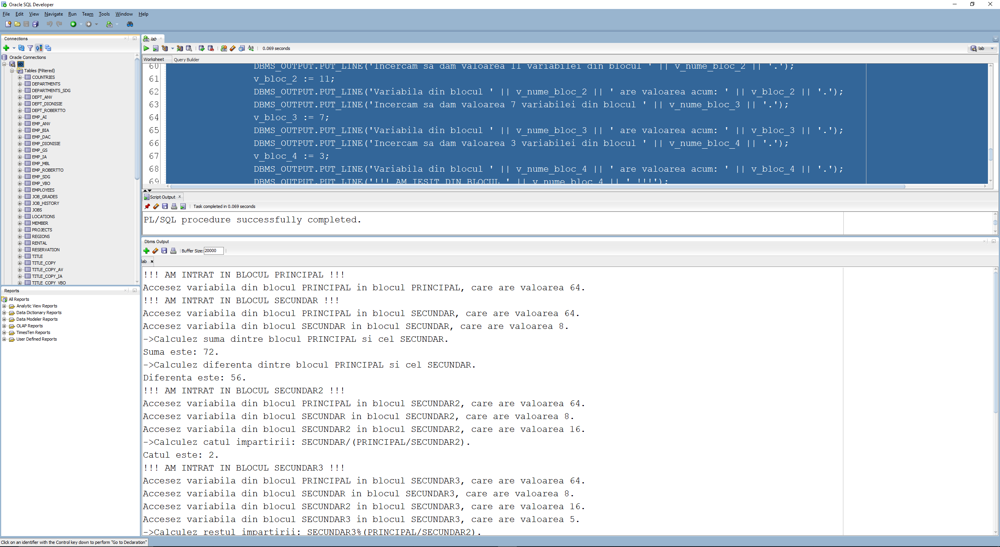 Oracle SQL Developer
File Edit View Navigate Run Team Tools Window Help
Connections
Oracle Connections
lab
Tables (Filtered)
COUNTRIES
DEPARTMENTS
DEPARTMENTS_SDG
DEPT_ANV
DEPT_DIONISIE
DEPT_ROBERTTO
EMP_AI
EMP_ANV
EMP_BIA
EMP_DAC
EMP_DIONISIE
EMP_GS
EMP_IA
EMP_MBL
EMP_ROBERTTO
EMP_SDG
EMP_VBO
EMPLOYEES
JOB_GRADES
JOB_HISTORY
JOBS
LOCATIONS
MEMBER
PROJECTS
REGIONS
RENTAL
RESERVATION
TITLE
TITLE_COPY
TITLE_COPY_AV
TITLE_COPY_IA
TITLE_COPY_VBO
Reports
All Reports
Analytic View Reports
Data Dictionary Reports
Data Modeler Reports
OLAP Reports
TimesTen Reports
User Defined Reports
lab
0.069 seconds
lab
Worksheet Query Builder
60 DBMS_OUTPUT.PUT_LINE('Incercam sa dam valoarea 11 variabilei din blocul ' || v_nume_bloc_2 || '.');
61 v_bloc_2 := 11;
62 DBMS_OUTPUT.PUT_LINE('Variabila din blocul ' || v_nume_bloc_2 || ' are valoarea acum: ' || v_bloc_2 || '.');
63 DBMS_OUTPUT.PUT_LINE('Incercam sa dam valoarea 7 variabilei din blocul ' || v_nume_bloc_3 || '.');
64 v_bloc_3 := 7;
65 DBMS_OUTPUT.PUT_LINE('Variabila din blocul ' || v_nume_bloc_3 || ' are valoarea acum: ' || v_bloc_3 || '.');
66 DBMS_OUTPUT.PUT_LINE('Incercam sa dam valoarea 3 variabilei din blocul ' || v_nume_bloc_4 || '.');
67 v_bloc_4 := 3;
68 DBMS_OUTPUT.PUT_LINE('Variabila din blocul ' || v_nume_bloc_4 || ' are valoarea acum: ' || v_bloc_4 || '.');
69 DBMS_OUTPUT.PUT_LINE('!!! AM IESIT DIN BLOCUL ' || v_nume_bloc_4 || ' !!!');
Script Output
Task completed in 0.069 seconds
PL/SQL procedure successfully completed.
Dbms Output
Buffer Size: 20000
lab
!!! AM INTRAT IN BLOCUL PRINCIPAL !!!
Accesez variabila din blocul PRINCIPAL in blocul PRINCIPAL, care are valoarea 64.
!!! AM INTRAT IN BLOCUL SECUNDAR !!!
Accesez variabila din blocul PRINCIPAL in blocul SECUNDAR, care are valoarea 64.
Accesez variabila din blocul SECUNDAR in blocul SECUNDAR, care are valoarea 8.
->Calculez suma dintre blocul PRINCIPAL si cel SECUNDAR.
Suma este: 72.
->Calculez diferenta dintre blocul PRINCIPAL si cel SECUNDAR.
Diferenta este: 56.
!!! AM INTRAT IN BLOCUL SECUNDAR2 !!!
Accesez variabila din blocul PRINCIPAL in blocul SECUNDAR2, care are valoarea 64.
Accesez variabila din blocul SECUNDAR in blocul SECUNDAR2, care are valoarea 8.
Accesez variabila din blocul SECUNDAR2 in blocul SECUNDAR2, care are valoarea 16.
->Calculez catul impartirii: SECUNDAR/(PRINCIPAL/SECUNDAR2).
Catul este: 2.
!!! AM INTRAT IN BLOCUL SECUNDAR3 !!!
Accesez variabila din blocul PRINCIPAL in blocul SECUNDAR3, care are valoarea 64.
Accesez variabila din blocul SECUNDAR in blocul SECUNDAR3, care are valoarea 8.
Accesez variabila din blocul SECUNDAR2 in blocul SECUNDAR3, care are valoarea 16.
Accesez variabila din blocul SECUNDAR3 in blocul SECUNDAR3, care are valoarea 5.
->Calculez restul impartirii: SECUNDAR3%(PRINCIPAL/SECUNDAR2).
Click on an identifier with the Control key down to perform "Go to Declaration"